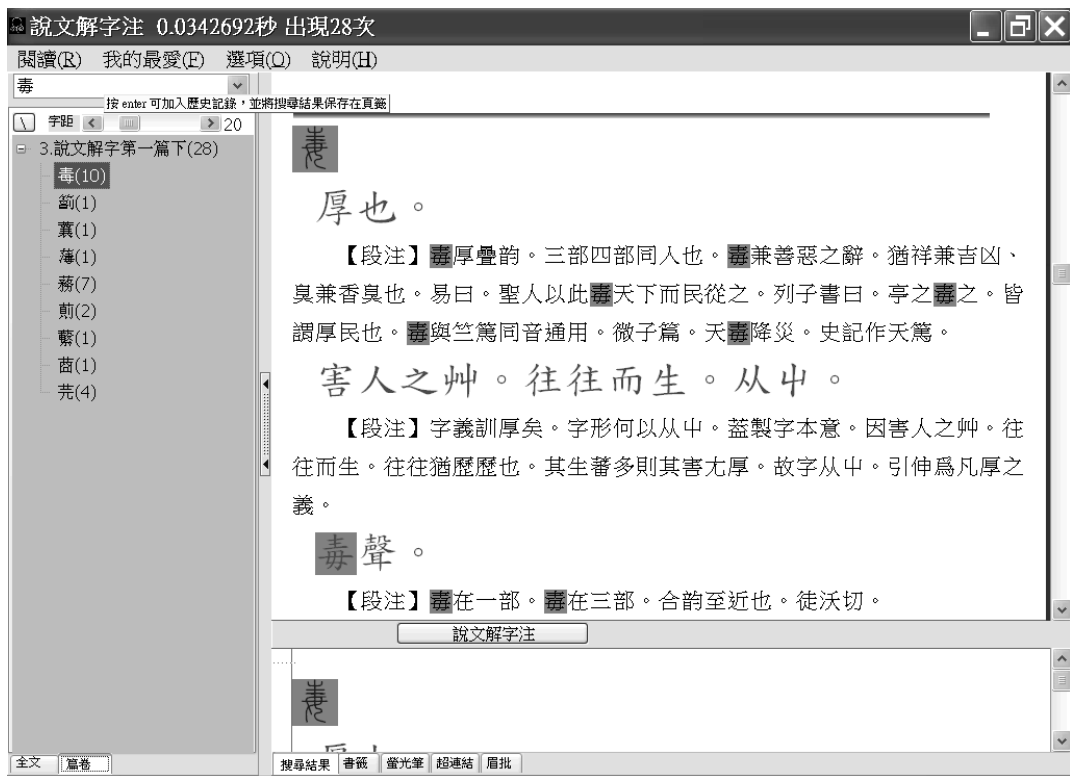 說文解字注 0.0342692秒 出現28次
閱讀(R) 我的最愛(F) 選項(O) 說明(H)
毒
按 enter 可加入歷史記錄，並將搜尋結果保存在頁籤
字距 20
3.說文解字第一篇下(28)
毒(10)
(1)
(1)
(1)
蓩(7)
(2)
(1)
(1)
芫(4)
毒
厚也。
【段注】毒厚疊韵。三部四部同人也。毒兼善惡之辭。猶祥兼吉凶、
臭兼香臭也。易曰。聖人以此毒天下而民從之。列子書曰。亭之毒之。皆
謂厚民也。毒與竺篤同音通用。微子篇。天毒降災。史記作天篤。
害人之艸。往往而生。从屮。
【段注】字義訓厚矣。字形何以从屮。葢製字本意。因害人之艸。往
往而生。往往猶歷歷也。其生蕃多則其害尤厚。故字从屮。引伸爲凡厚之
義。
毒聲。
【段注】毒在一部。毒在三部。合韵至近也。徒沃切。
說文解字注
毒
全文 篇卷
搜尋結果 書籤 螢光筆 超連結 眉批